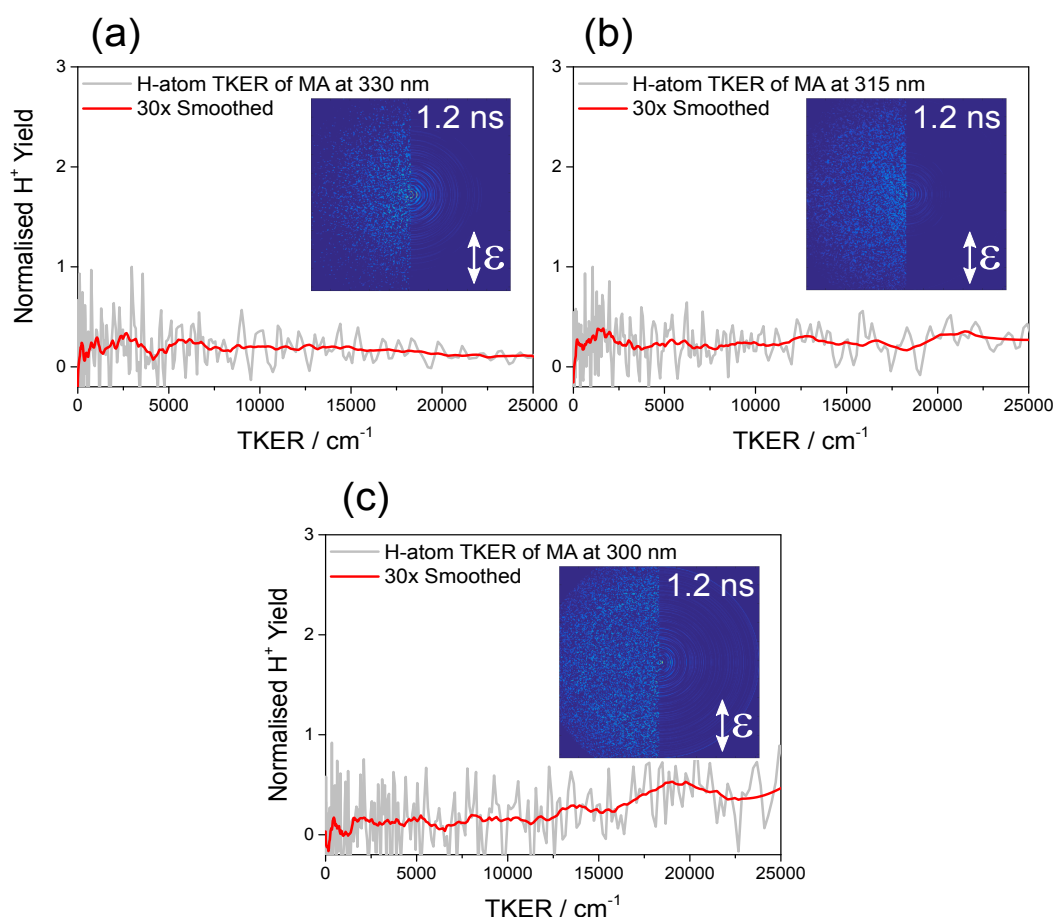 (a)
Normalised H⁺ Yield
3
2
1
0
H-atom TKER of MA at 330 nm
30x Smoothed
1.2 ns
ε
0 5000 10000 15000 20000 25000
TKER / cm⁻¹
(b)
3
2
1
0
H-atom TKER of MA at 315 nm
30x Smoothed
1.2 ns
ε
0 5000 10000 15000 20000 25000
TKER / cm⁻¹
(c)
Normalised H⁺ Yield
3
2
1
0
H-atom TKER of MA at 300 nm
30x Smoothed
1.2 ns
ε
0 5000 10000 15000 20000 25000
TKER / cm⁻¹